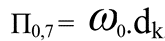 Π₀,₇ = ω₀.dₖ